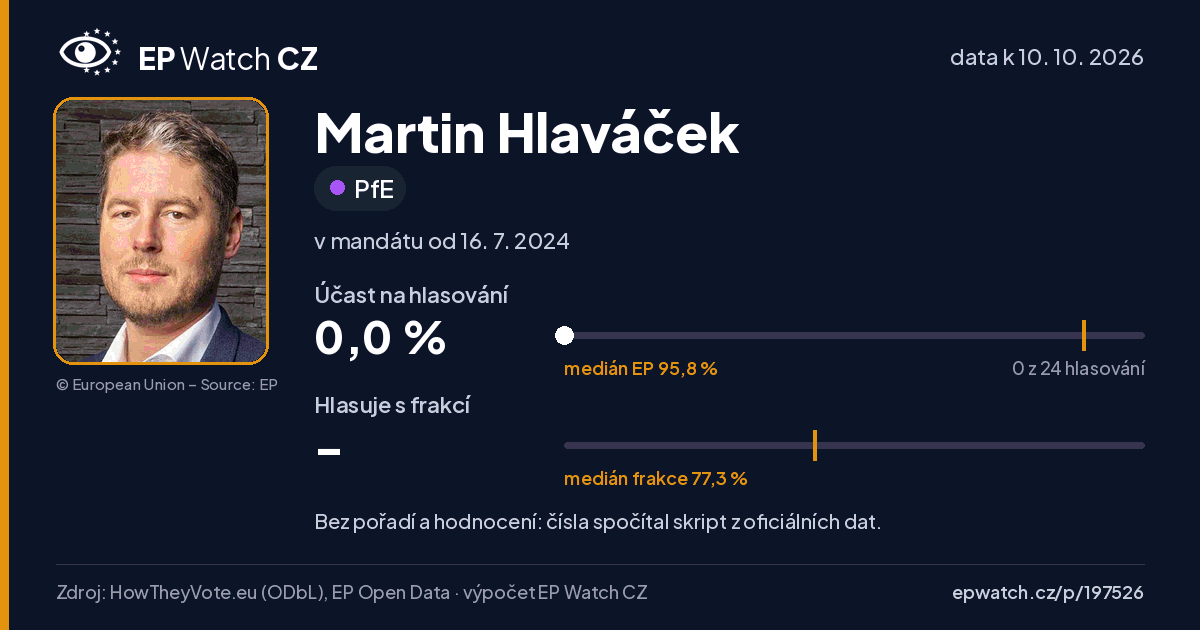 EP Watch CZ
data k 10. 10. 2026
Martin Hlaváček
PfE
v mandátu od 16. 7. 2024
Účast na hlasování
0,0 %
medián EP 95,8 %
0 z 24 hlasování
© European Union – Source: EP
Hlasuje s frakcí
–
medián frakce 77,3 %
Bez pořadí a hodnocení: čísla spočítal skript z oficiálních dat.
Zdroj: HowTheyVote.eu (ODbL), EP Open Data · výpočet EP Watch CZ
epwatch.cz/p/197526